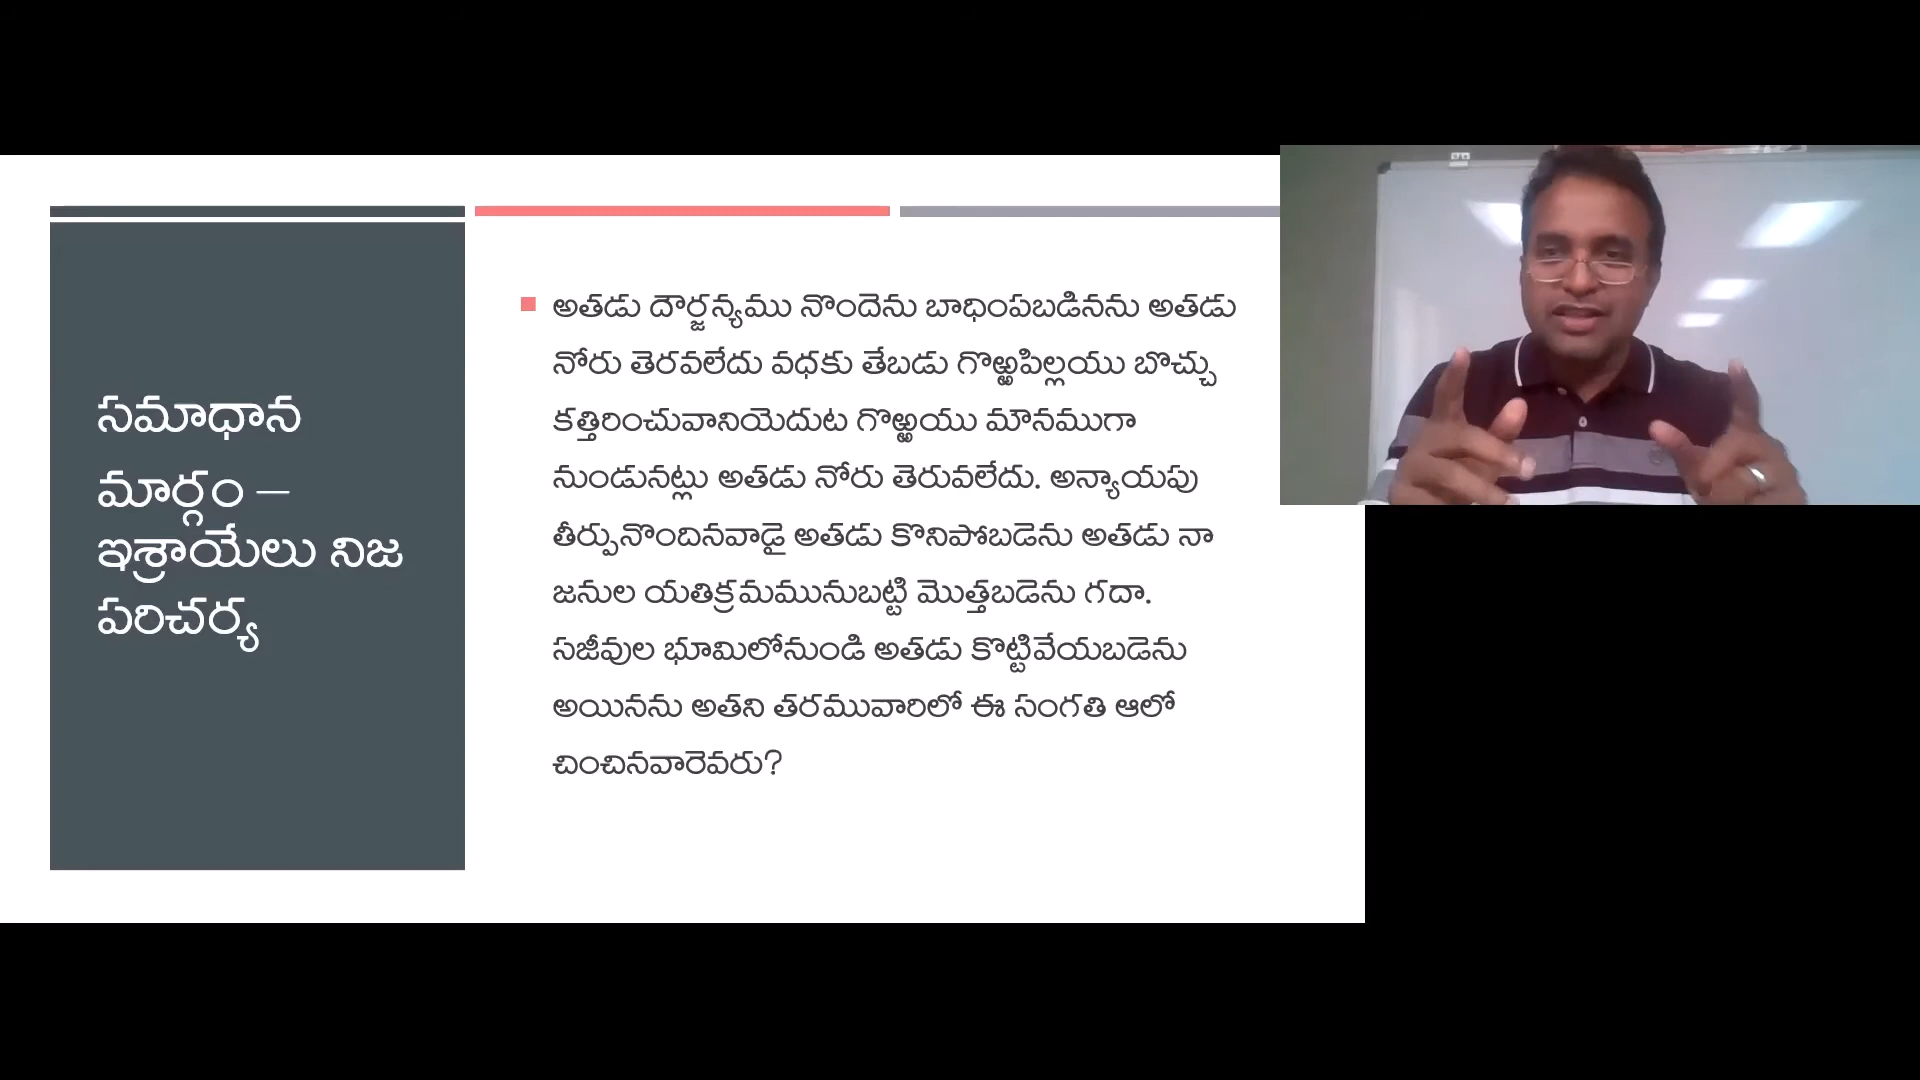 సమాధాన
మార్గం –
ఇశ్రాయేలు నిజ
పరిచర్య
అతడు దౌర్జన్యము నొందెను బాధింపబడినను అతడు
నోరు తెరవలేదు వధకు తేబడు గొఱ్ఱపిల్లయు బొచ్చు
కత్తిరించువానియెదుట గొఱ్ఱయు మౌనముగా
నుండునట్లు అతడు నోరు తెరువలేదు. అన్యాయపు
తీర్పునొందినవాడై అతడు కొనిపోబడెను అతడు నా
జనుల యతిక్రమమునుబట్టి మొత్తబడెను గదా.
సజీవుల భూమిలోనుండి అతడు కొట్టివేయబడెను
అయినను అతని తరమువారిలో ఈ సంగతి ఆలో
చించినవారెవరు?